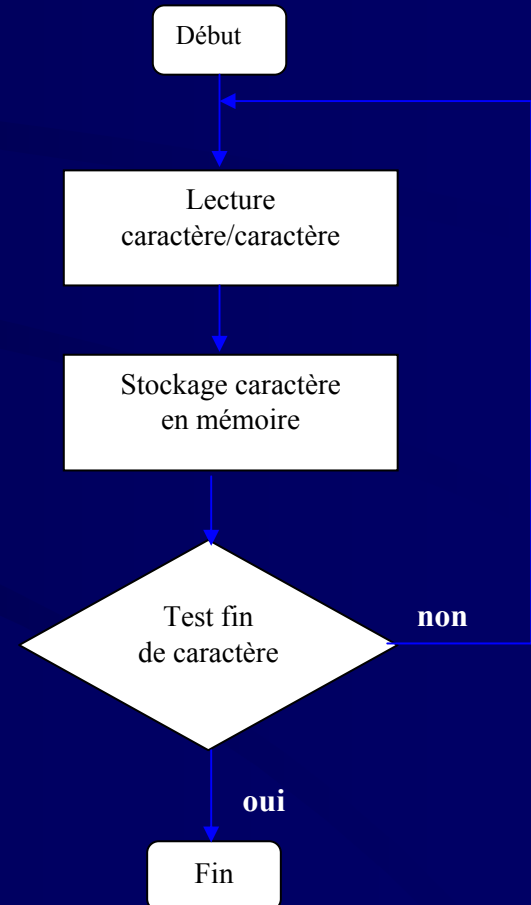 Début
Lecture
caractère/caractère
Stockage caractère
en mémoire
Test fin
de caractère
non
oui
Fin